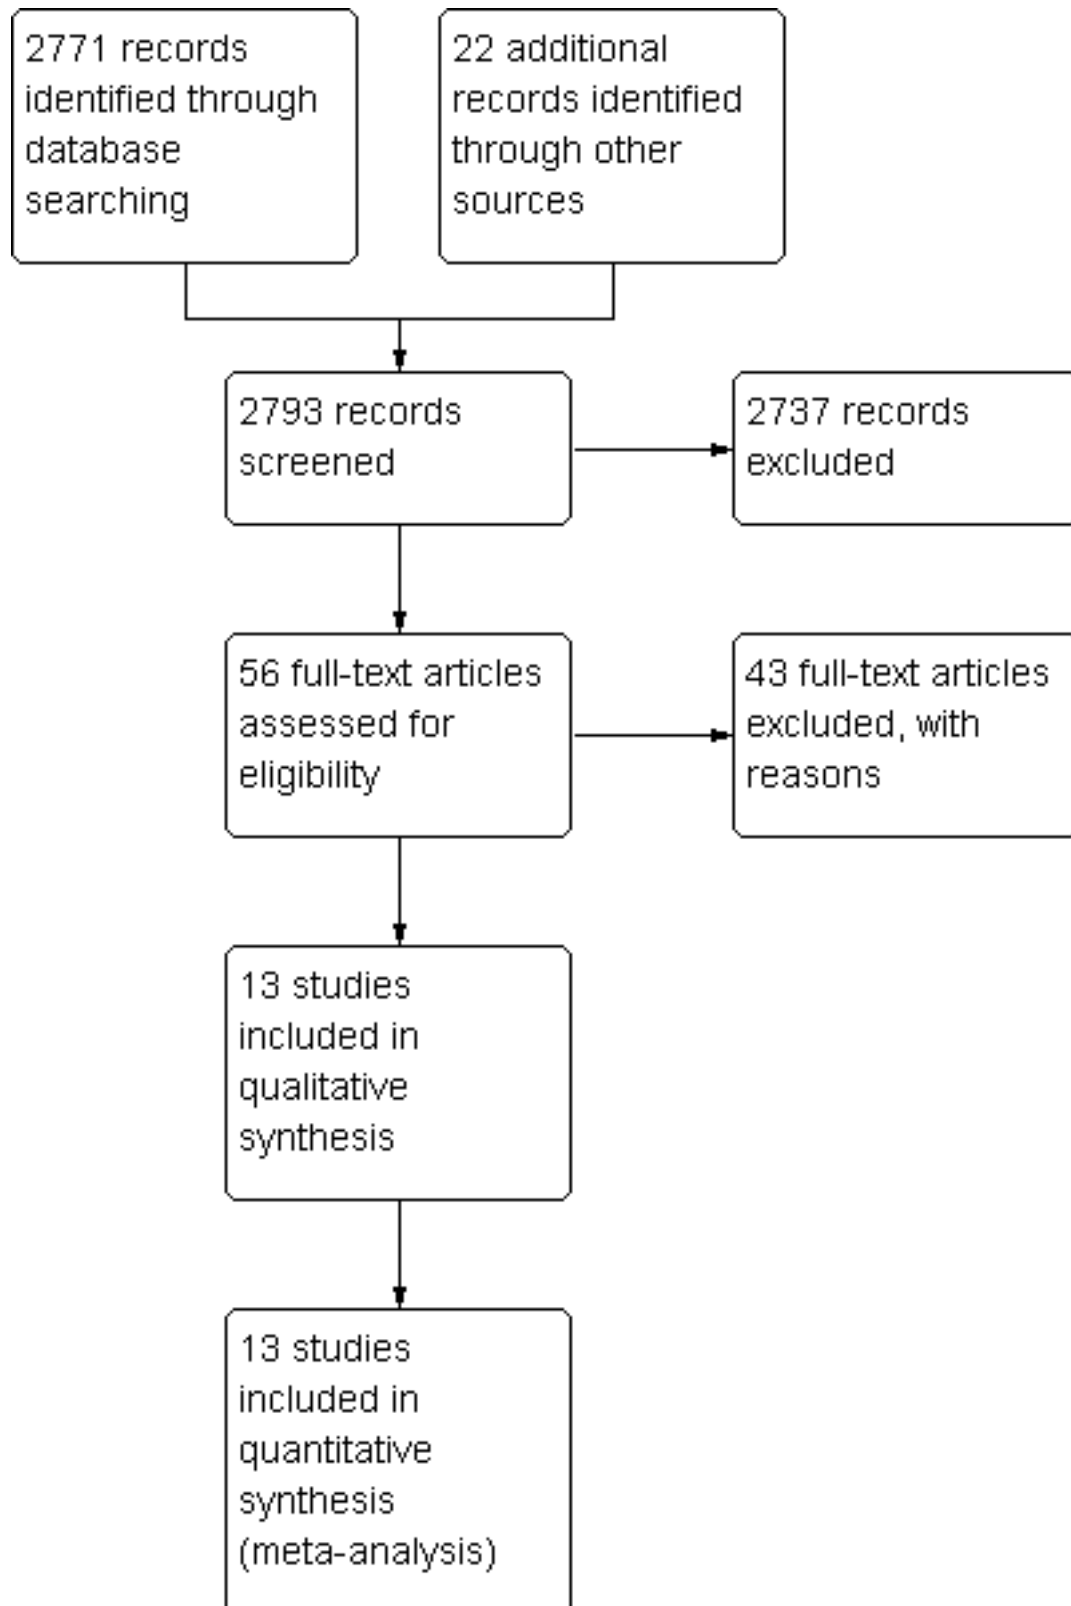 2771 records
identified through
database
searching
22 additional
records identified
through other
sources
2793 records
screened
2737 records
excluded
56 full-text articles
assessed for
eligibility
43 full-text articles
excluded, with
reasons
13 studies
included in
qualitative
synthesis
13 studies
included in
quantitative
synthesis
(meta-analysis)